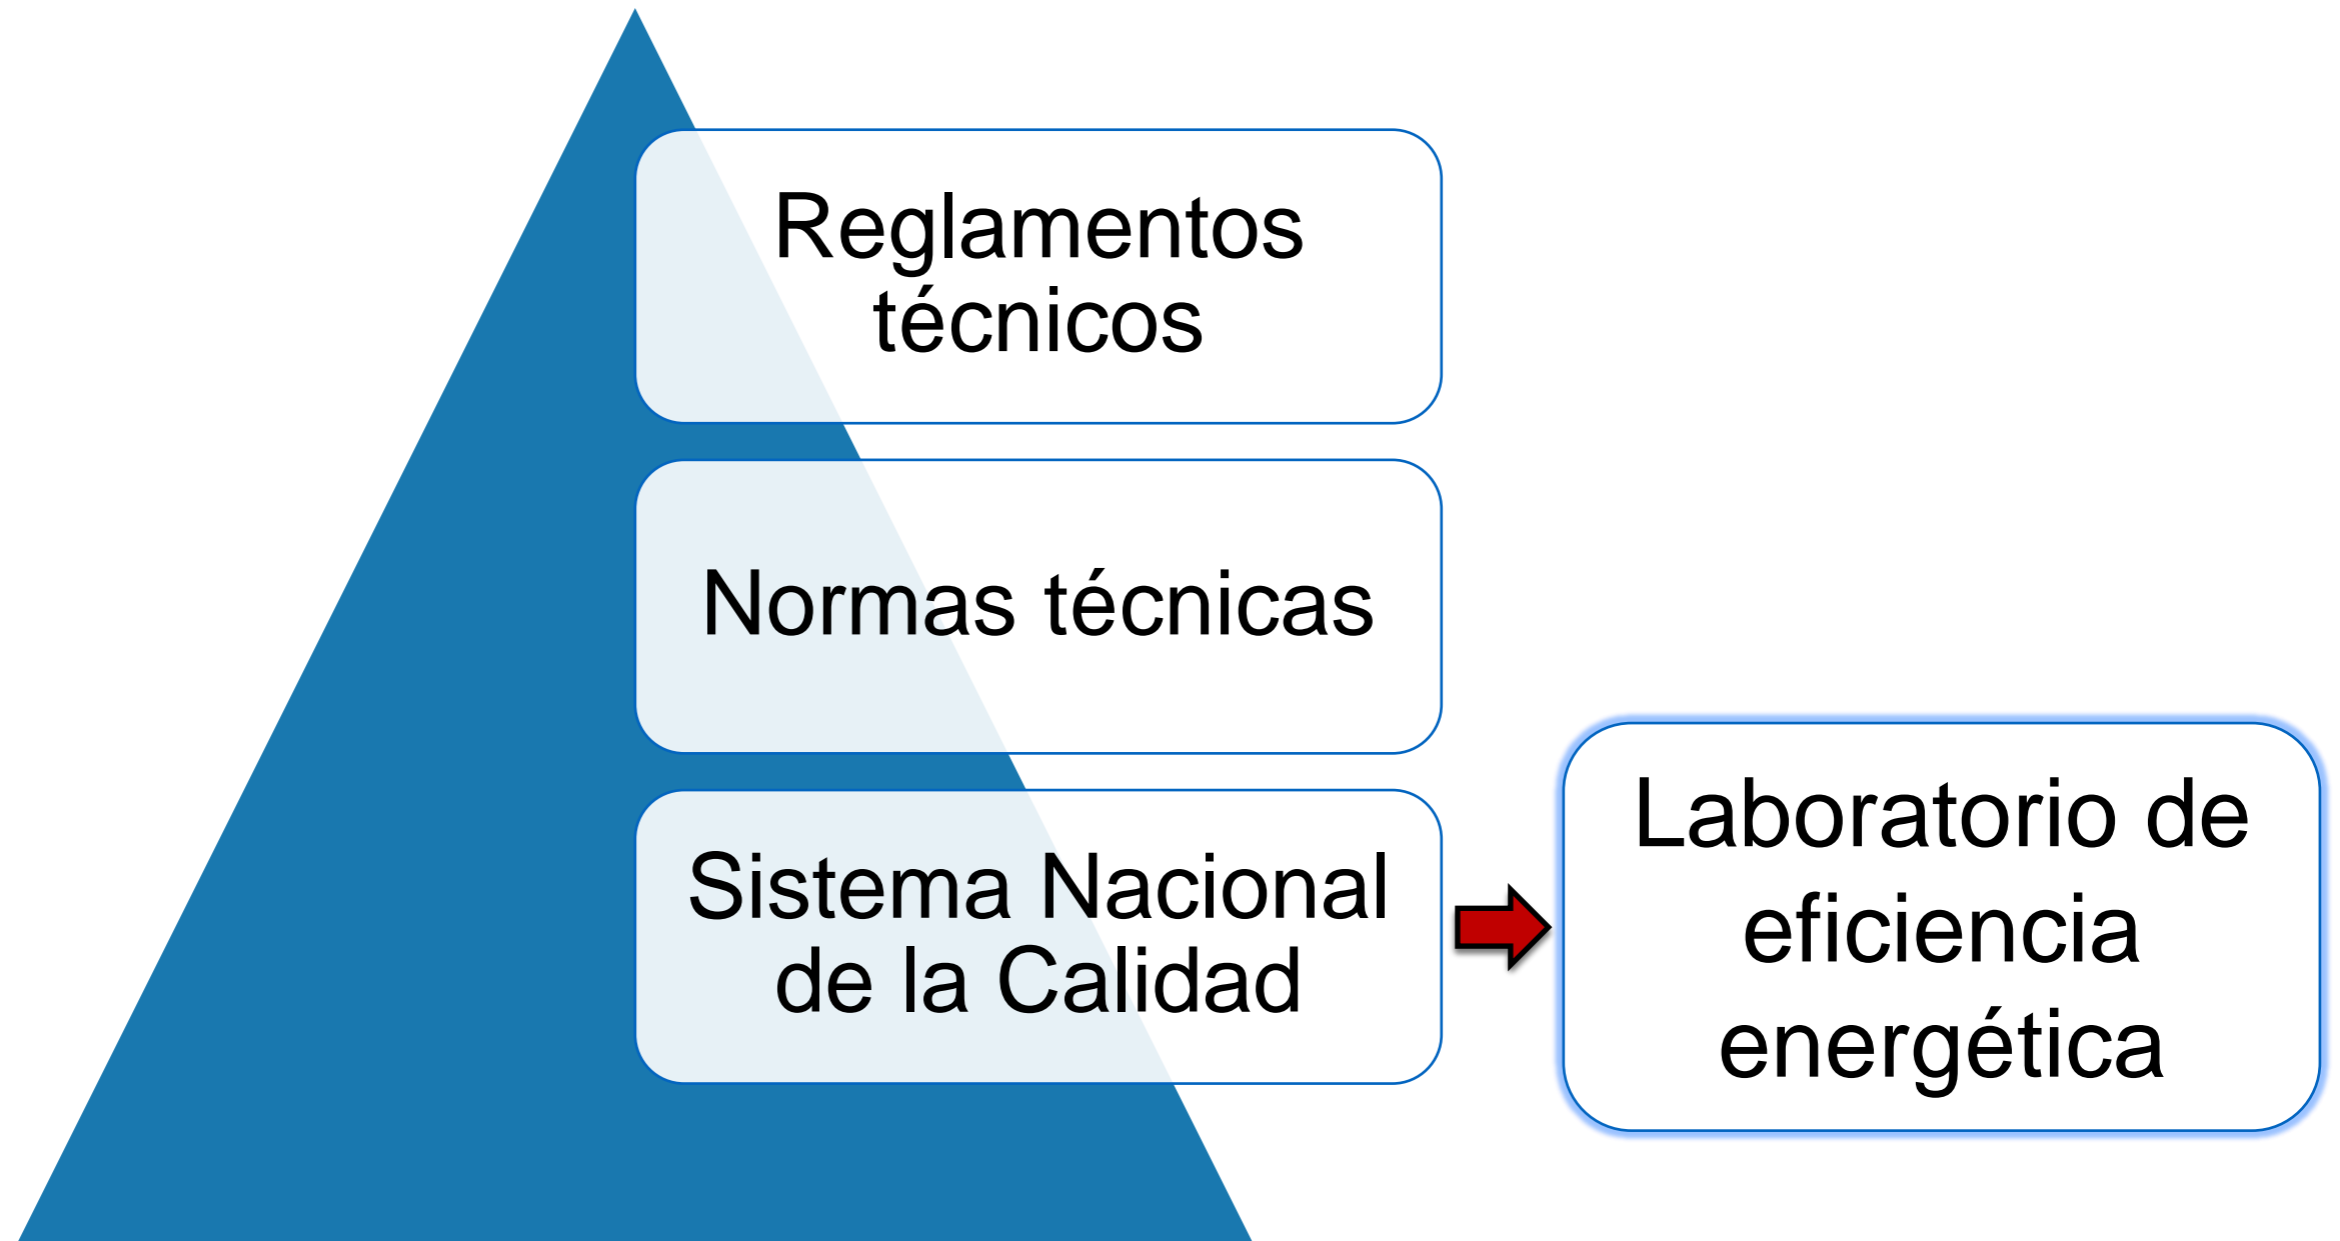 Reglamentos
técnicos
Normas técnicas
Sistema Nacional
de la Calidad
Laboratorio de
eficiencia
energética